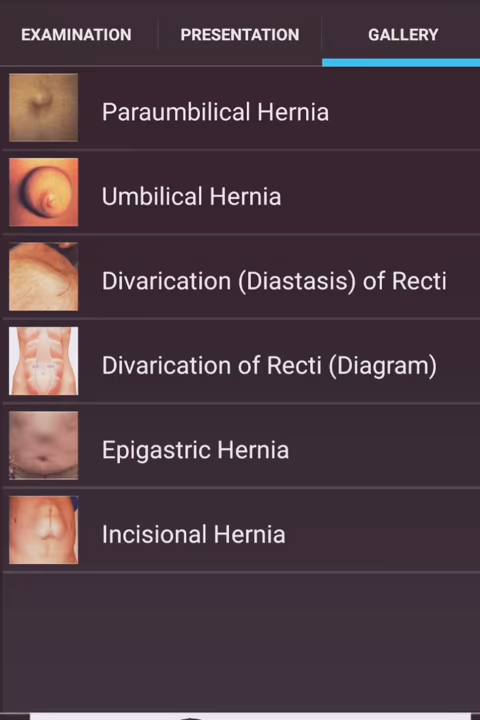 EXAMINATION PRESENTATION GALLERY
Paraumbilical Hernia
Umbilical Hernia
Divarication (Diastasis) of Recti
Divarication of Recti (Diagram)
Epigastric Hernia
Incisional Hernia